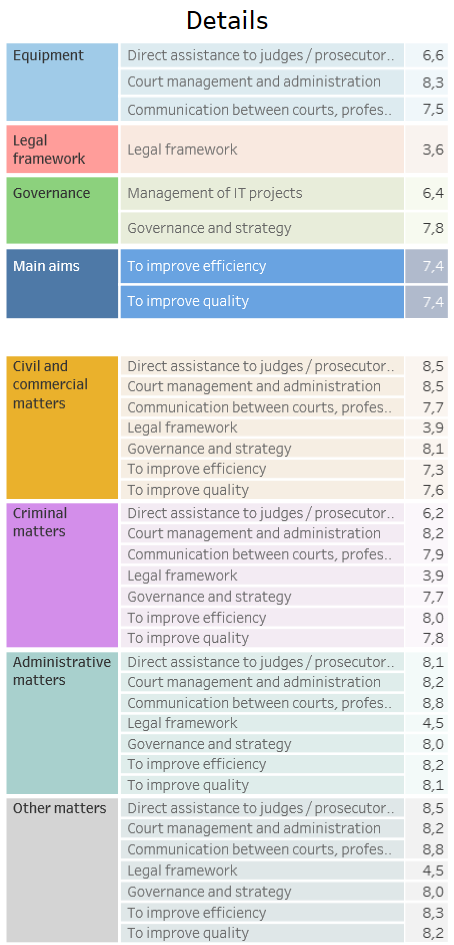 Details
Equipment
Direct assistance to judges / prosecutor.. 6,6
Court management and administration 8,3
Communication between courts, profes.. 7,5
Legal framework
Legal framework 3,6
Governance
Management of IT projects 6,4
Governance and strategy 7,8
Main aims
To improve efficiency 7,4
To improve quality 7,4
Civil and commercial matters
Direct assistance to judges / prosecutor.. 8,5
Court management and administration 8,5
Communication between courts, profes.. 7,7
Legal framework 3,9
Governance and strategy 8,1
To improve efficiency 7,3
To improve quality 7,6
Criminal matters
Direct assistance to judges / prosecutor.. 6,2
Court management and administration 8,2
Communication between courts, profes.. 7,9
Legal framework 3,9
Governance and strategy 7,7
To improve efficiency 8,0
To improve quality 7,8
Administrative matters
Direct assistance to judges / prosecutor.. 8,1
Court management and administration 8,2
Communication between courts, profes.. 8,8
Legal framework 4,5
Governance and strategy 8,0
To improve efficiency 8,2
To improve quality 8,1
Other matters
Direct assistance to judges / prosecutor.. 8,5
Court management and administration 8,2
Communication between courts, profes.. 8,8
Legal framework 4,5
Governance and strategy 8,0
To improve efficiency 8,3
To improve quality 8,2